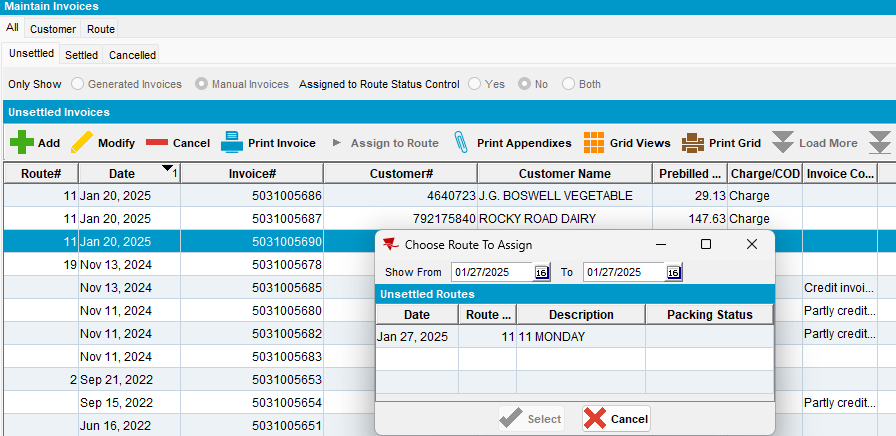 Maintain Invoices
All Customer Route
Unsettled Settled Cancelled
Only Show Generated Invoices Manual Invoices Assigned to Route Status Control Yes No Both
Unsettled Invoices
Add Modify Cancel Print Invoice Assign to Route Print Appendixes Grid Views Print Grid Load More
Route# Date 1 Invoice# Customer# Customer Name Prebilled ... Charge/COD Invoice Co...
11 Jan 20, 2025 5031005686 4640723 J.G. BOSWELL VEGETABLE 29.13 Charge
11 Jan 20, 2025 5031005687 792175840 ROCKY ROAD DAIRY 147.63 Charge
11 Jan 20, 2025 5031005690
19 Nov 13, 2024 5031005678
Nov 13, 2024 5031005685 Credit invoi...
Nov 11, 2024 5031005680 Partly credit...
Nov 11, 2024 5031005682 Partly credit...
Nov 11, 2024 5031005683
2 Sep 21, 2022 5031005653
Sep 15, 2022 5031005654 Partly credit...
Jun 16, 2022 5031005651
Choose Route To Assign
Show From 01/27/2025 16 To 01/27/2025 16
Unsettled Routes
Date Route ... Description Packing Status
Jan 27, 2025 11 11 MONDAY
Select Cancel